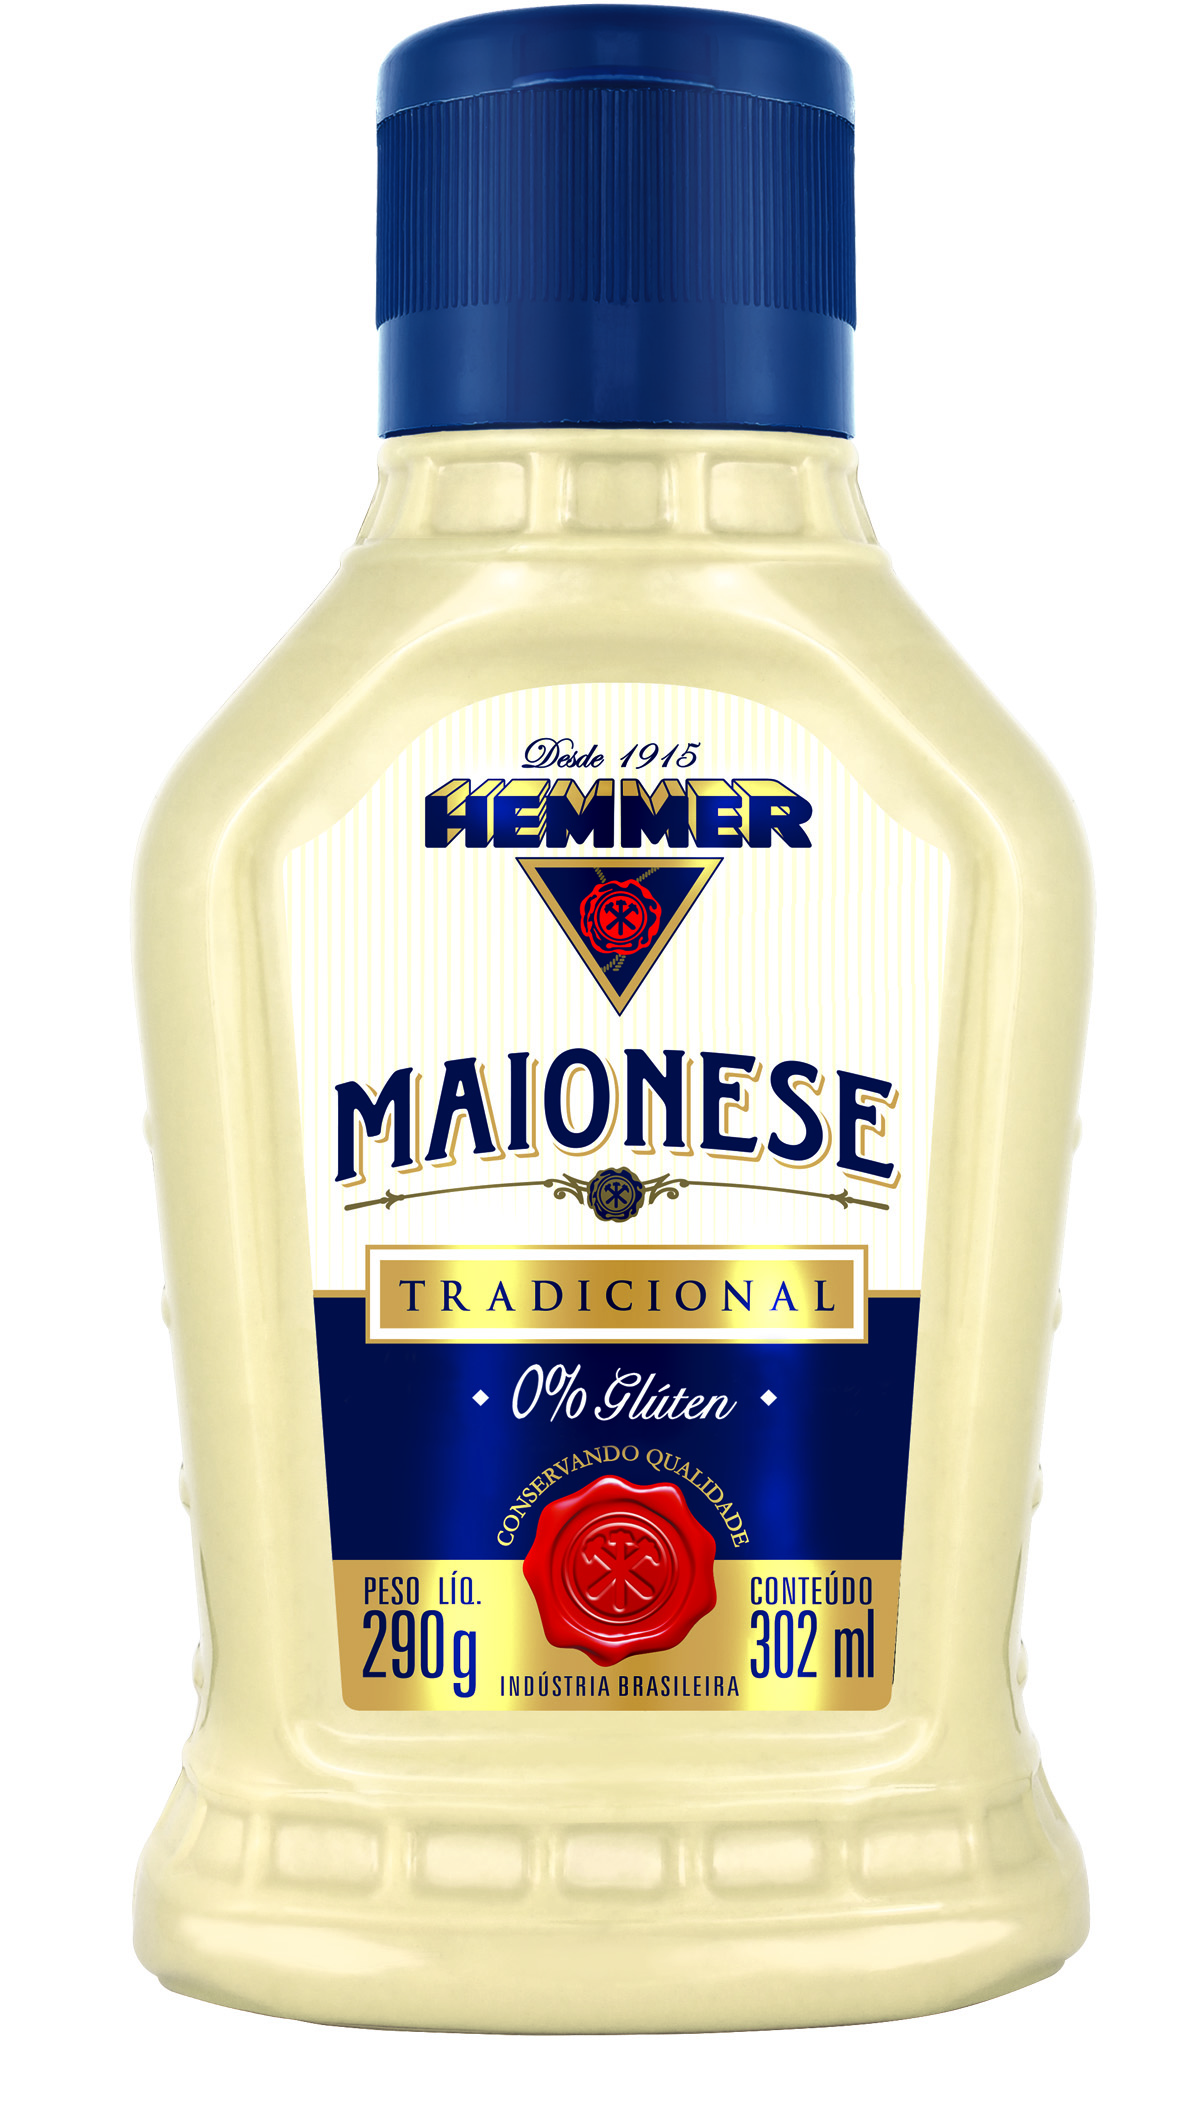 Desde 1915
HEMMER
MAIONESE
TRADICIONAL
0% Glúten
CONSERVANDO QUALIDADE
PESO LÍQ.
290g
CONTEÚDO
302 ml
INDÚSTRIA BRASILEIRA